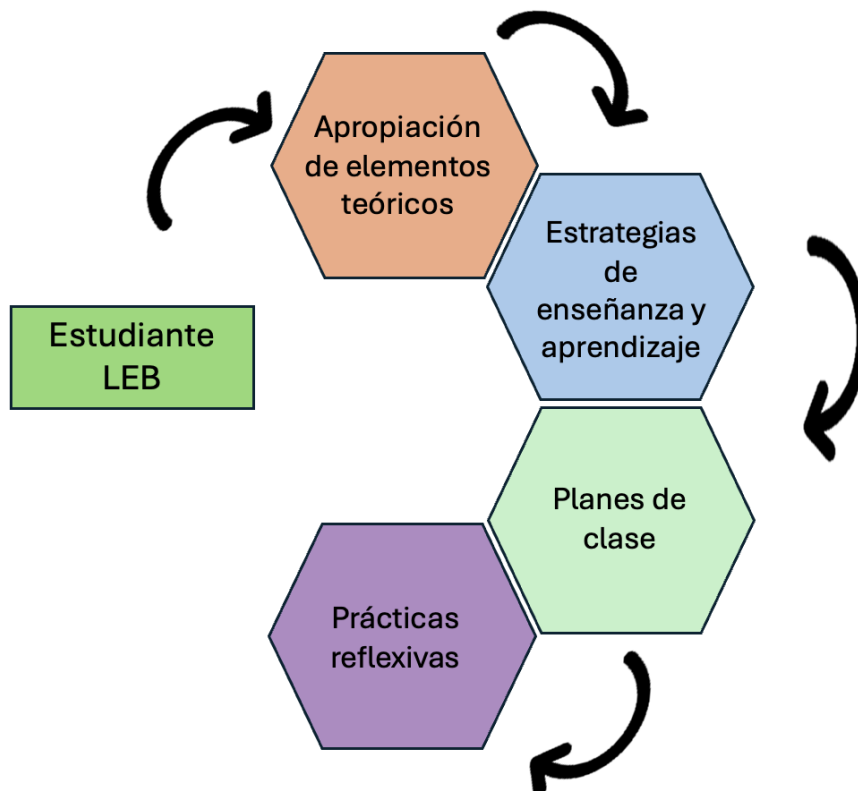 Apropiación
de elementos
teóricos
Estrategias
de
enseñanza y
aprendizaje
Estudiante
LEB
Planes de
clase
Prácticas
reflexivas